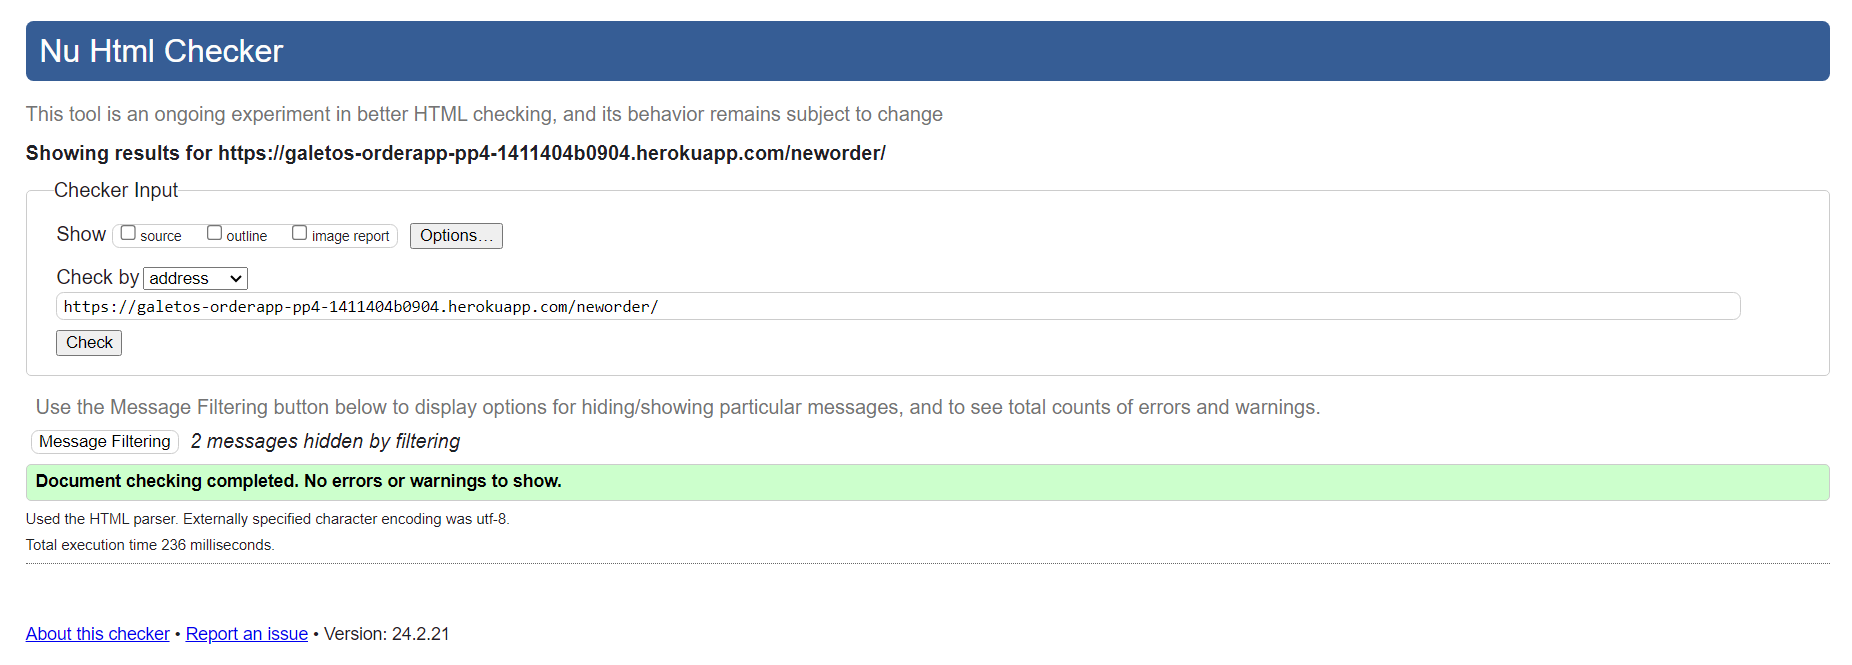 Nu Html Checker
This tool is an ongoing experiment in better HTML checking, and its behavior remains subject to change
Showing results for https://galetos-orderapp-pp4-1411404b0904.herokuapp.com/neworder/
Checker Input
Show source outline image report Options...
Check by address
https://galetos-orderapp-pp4-1411404b0904.herokuapp.com/neworder/
Check
Use the Message Filtering button below to display options for hiding/showing particular messages, and to see total counts of errors and warnings.
Message Filtering 2 messages hidden by filtering
Document checking completed. No errors or warnings to show.
Used the HTML parser. Externally specified character encoding was utf-8.
Total execution time 236 milliseconds.
About this checker • Report an issue • Version: 24.2.21